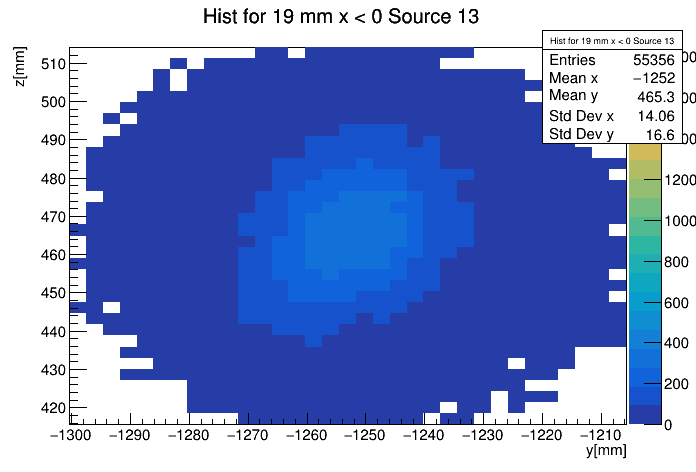 Hist for 19 mm x < 0 Source 13
Hist for 19 mm x < 0 Source 13
Entries 55356
Mean x −1252
Mean y 465.3
Std Dev x 14.06
Std Dev y 16.6
z[mm]
510
500
490
480
470
460
450
440
430
420
−1300 −1290 −1280 −1270 −1260 −1250 −1240 −1230 −1220 −1210
y[mm]
1200
1000
800
600
400
200
0